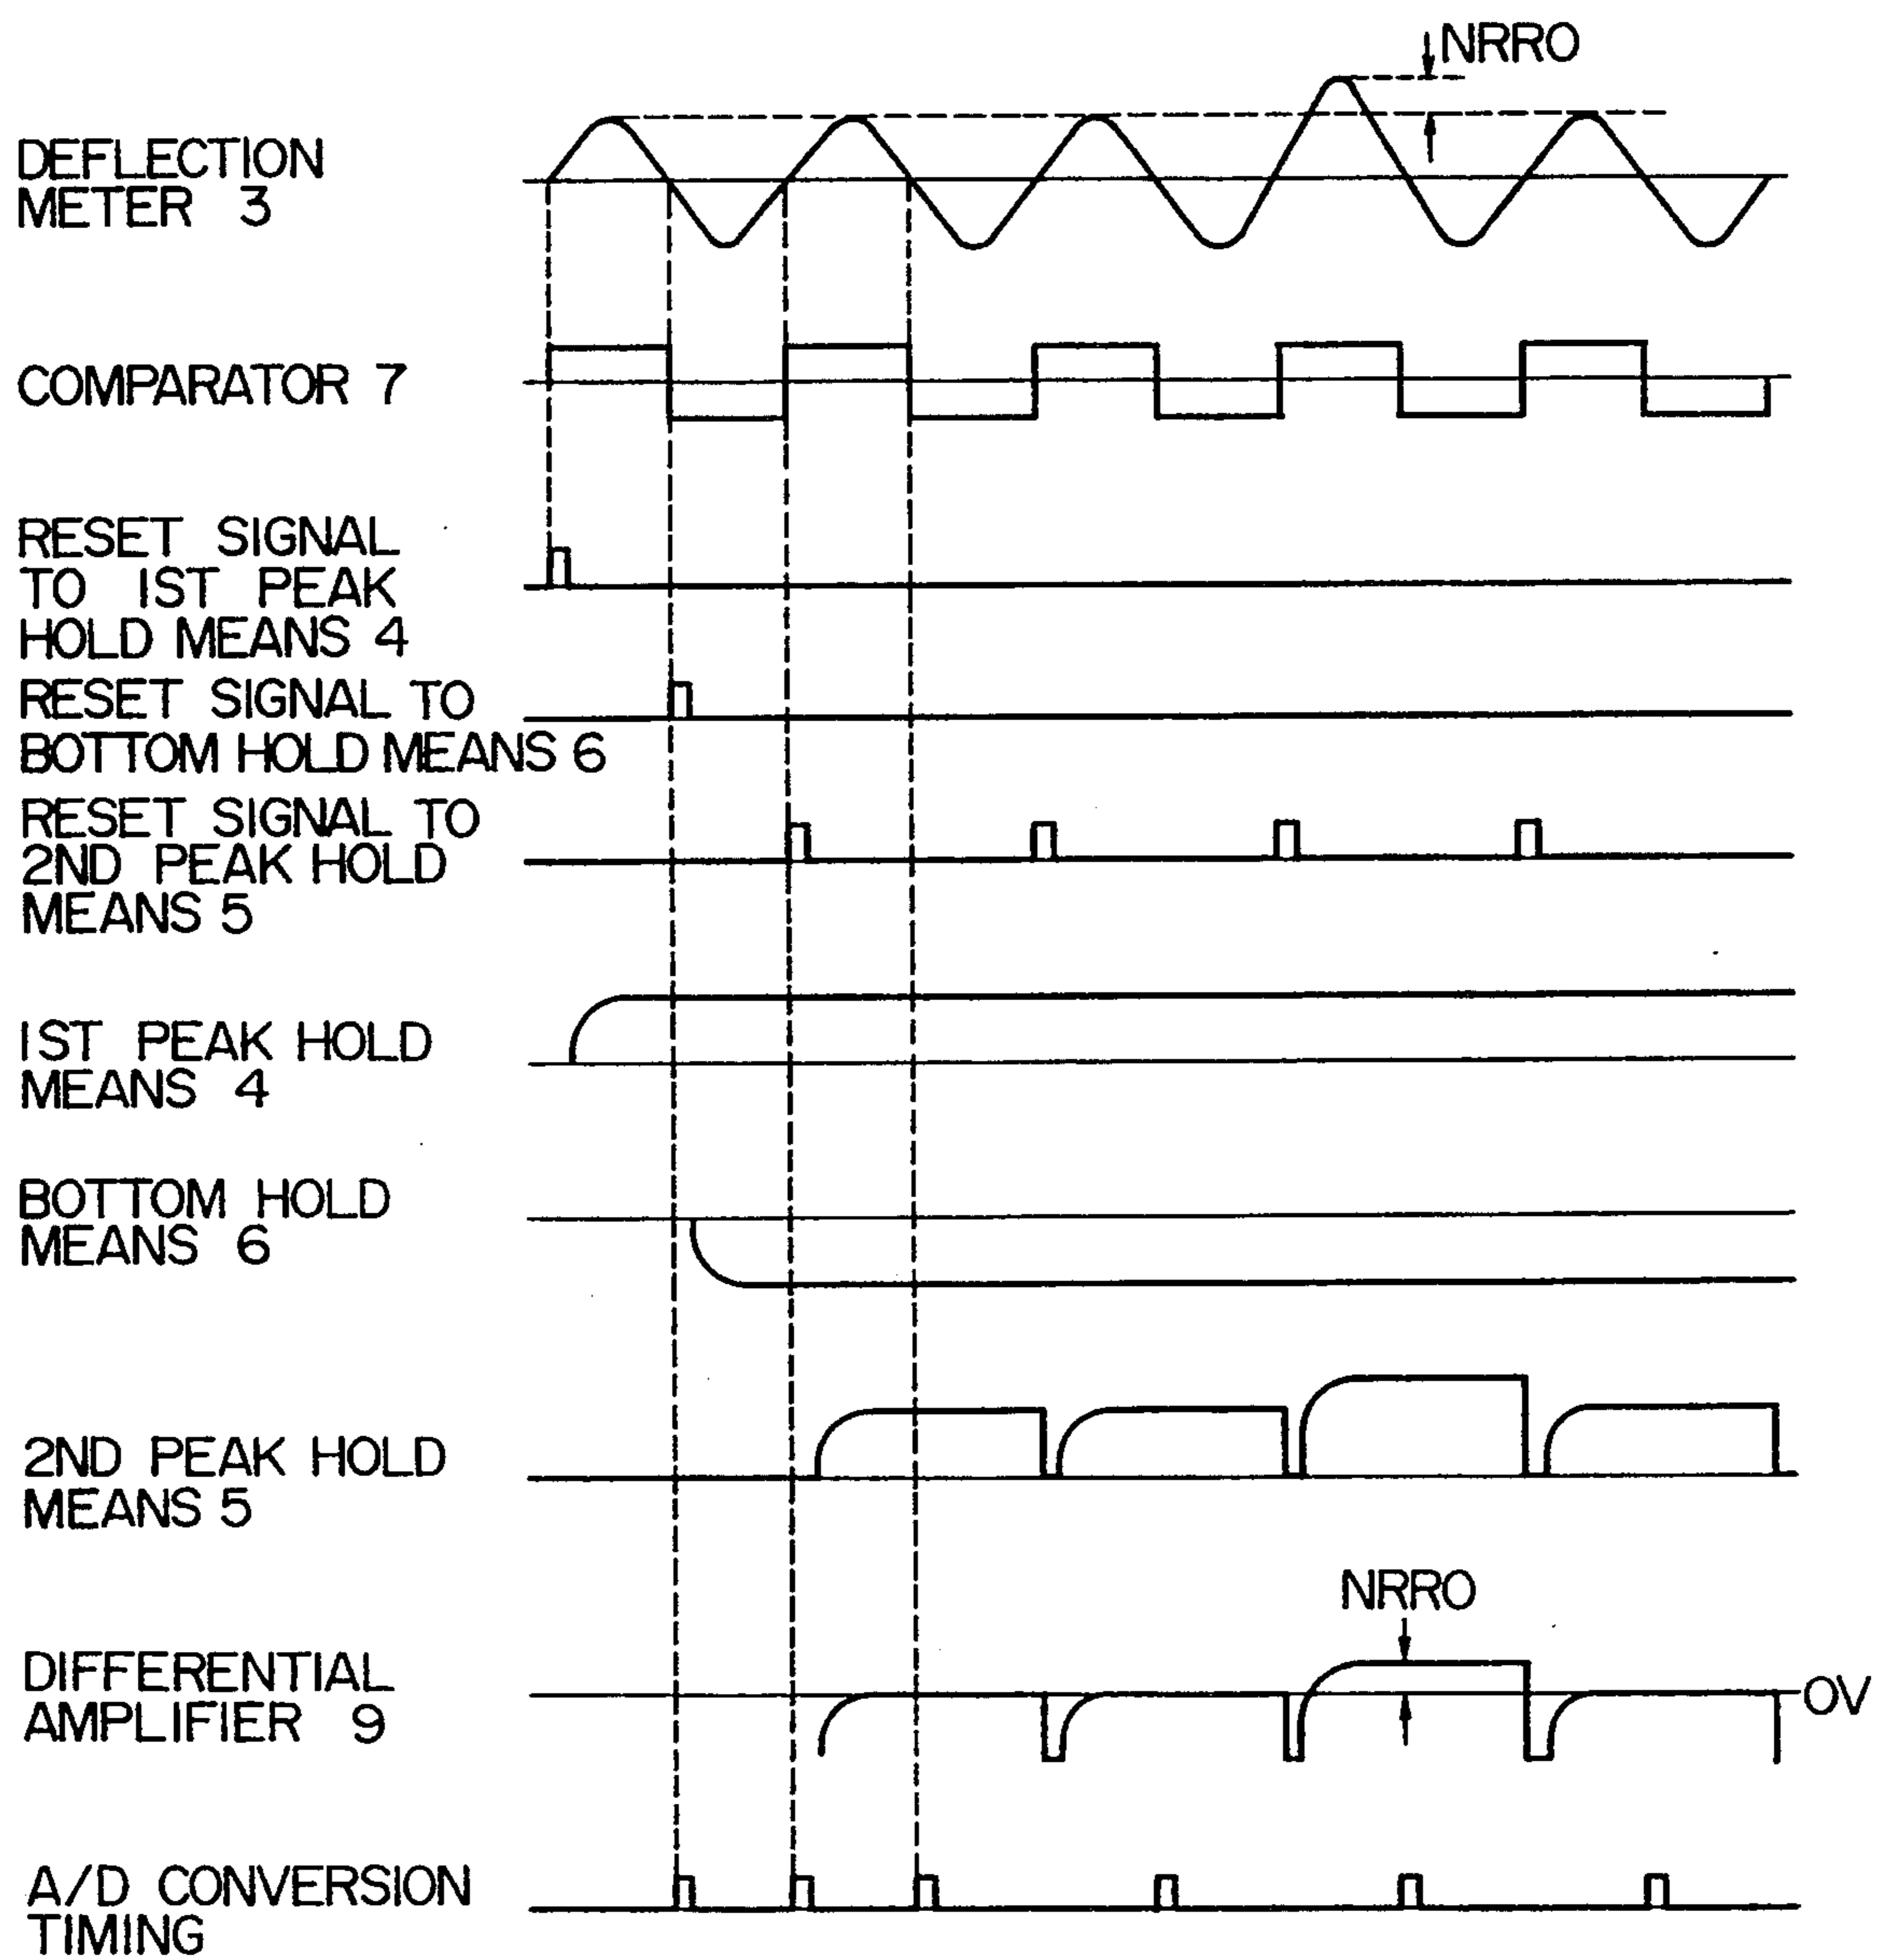 NRRO
DEFLECTION
METER 3
COMPARATOR 7
RESET SIGNAL
TO 1ST PEAK
HOLD MEANS 4
RESET SIGNAL TO
BOTTOM HOLD MEANS 6
RESET SIGNAL TO
2ND PEAK HOLD
MEANS 5
1ST PEAK HOLD
MEANS 4
BOTTOM HOLD
MEANS 6
2ND PEAK HOLD
MEANS 5
NRRO
DIFFERENTIAL
AMPLIFIER 9
0V
A/D CONVERSION
TIMING